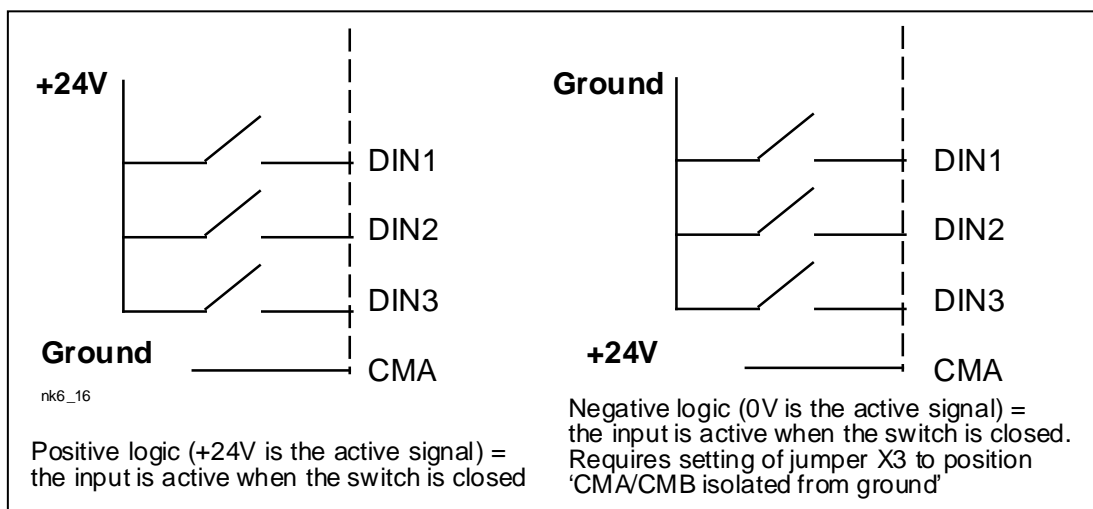 +24V
DIN1
DIN2
DIN3
Ground
CMA
nk6_16
Positive logic (+24V is the active signal) =
the input is active when the switch is closed
Ground
DIN1
DIN2
DIN3
+24V
CMA
Negative logic (0V is the active signal) =
the input is active when the switch is closed.
Requires setting of jumper X3 to position
‘CMA/CMB isolated from ground’